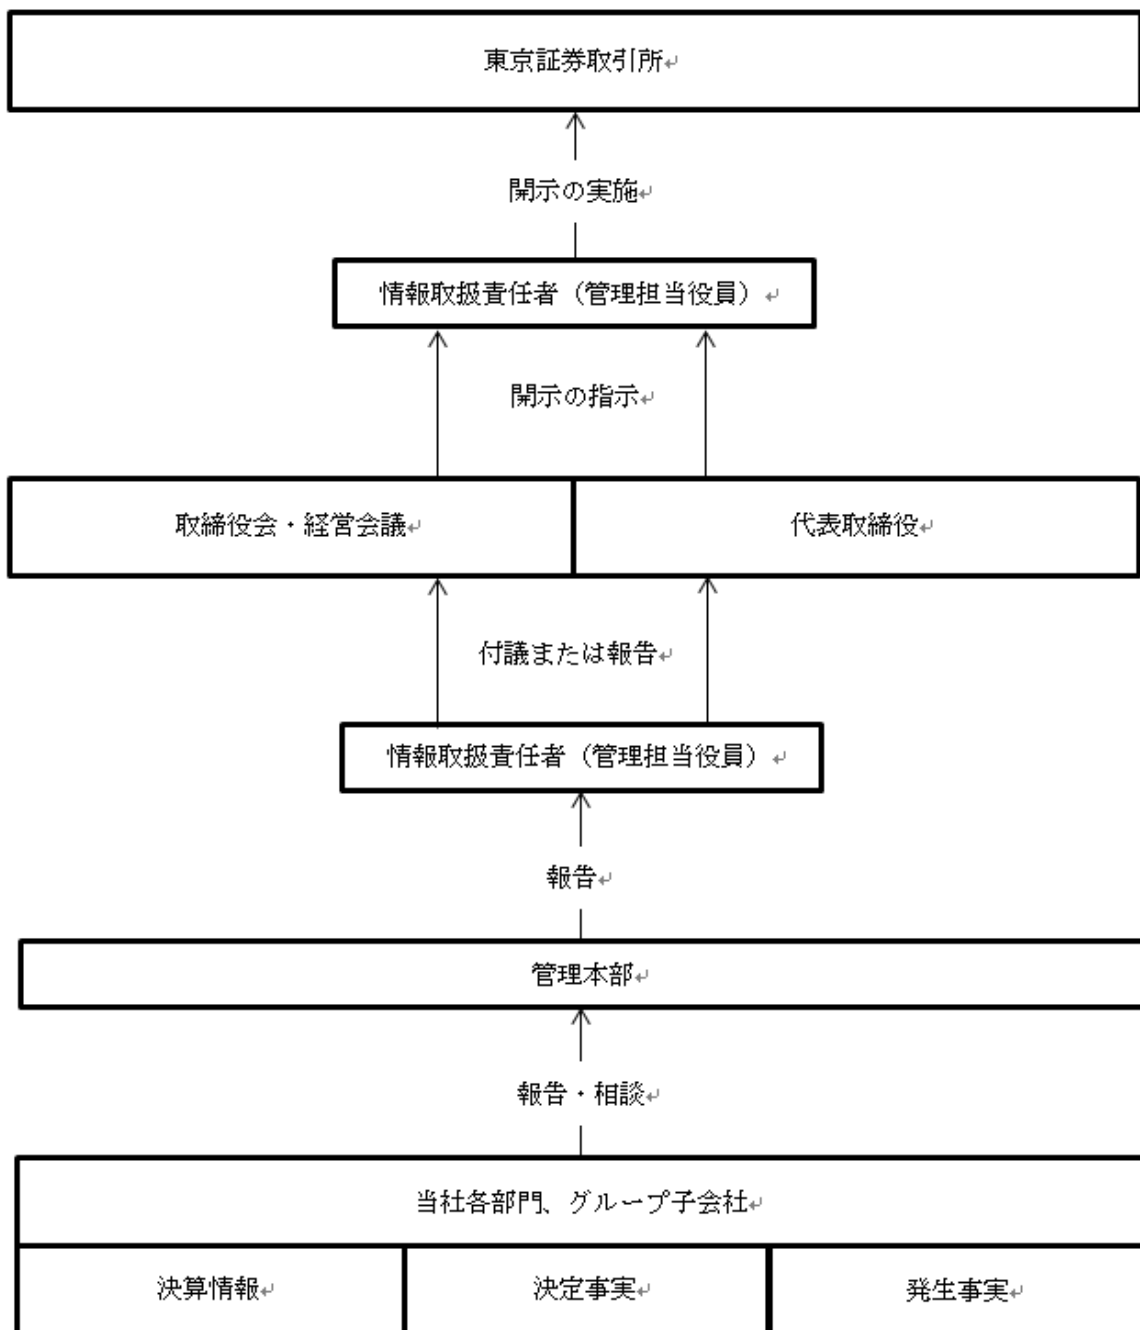 東京証券取引所
開示の実施
情報取扱責任者（管理担当役員）
開示の指示
取締役会・経営会議
代表取締役
付議または報告
情報取扱責任者（管理担当役員）
報告
管理本部
報告・相談
当社各部門、グループ子会社
決算情報
決定事実
発生事実